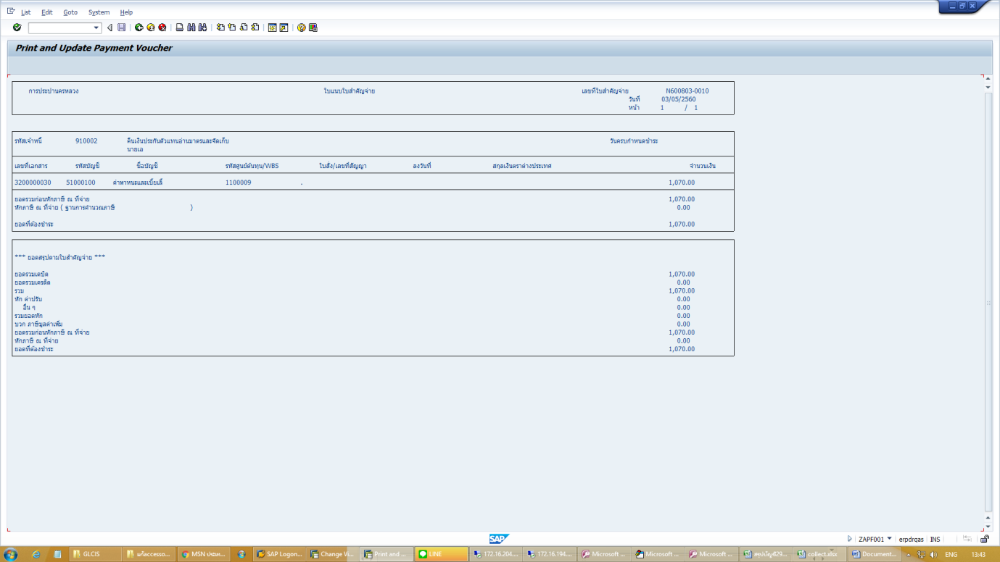 List Edit Goto System Help
Print and Update Payment Voucher
การประปานครหลวง ใบแนบใบสำคัญจ่าย เลขที่ใบสำคัญจ่าย N600803-0010
วันที่ 03/05/2560
หน้า 1 / 1
รหัสเจ้าหนี้ 910002 คืนเงินประกันตัวแทนอ่านมาตรและจัดเก็บ วันครบกำหนดชำระ
นายเอ
เลขที่เอกสาร รหัสบัญชี ชื่อบัญชี รหัสศูนย์ต้นทุน/WBS ใบสั่ง/เลขที่สัญญา ลงวันที่ สกุลเงินตราต่างประเทศ จำนวนเงิน
3200000030 51000100 ค่าพาหนะและเบี้ยเลี้ 1100009 . 1,070.00
ยอดรวมก่อนหักภาษี ณ ที่จ่าย 1,070.00
หักภาษี ณ ที่จ่าย ( ฐานการคำนวณภาษี ) 0.00
ยอดที่ต้องชำระ 1,070.00
*** ยอดสรุปตามใบสำคัญจ่าย ***
ยอดรวมเดบิต 1,070.00
ยอดรวมเครดิต 0.00
รวม 1,070.00
หัก ค่าปรับ 0.00
อื่น ๆ 0.00
รวมยอดหัก 0.00
บวก ภาษีมูลค่าเพิ่ม 0.00
ยอดรวมก่อนหักภาษี ณ ที่จ่าย 1,070.00
หักภาษี ณ ที่จ่าย 0.00
ยอดที่ต้องชำระ 1,070.00
SAP ZAPF001 erpdrqas INS
GLCIS แก้accesso... MSN ประเท... SAP Logon... Change Vi... Print and ... LINE 172.16.204.... 172.16.194.... Microsoft ... Microsoft ... Microsoft ... สรุปบัญชี29... collect.xlsx Document... ENG 13:43